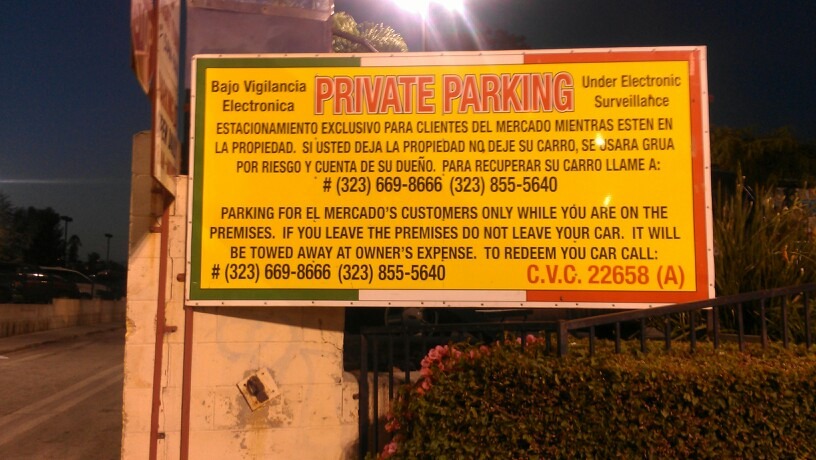 Bajo Vigilancia Electronica
PRIVATE PARKING
Under Electronic Surveillance
ESTACIONAMIENTO EXCLUSIVO PARA CLIENTES DEL MERCADO MIENTRAS ESTEN EN
LA PROPIEDAD. SI USTED DEJA LA PROPIEDAD NO DEJE SU CARRO, SE USARA GRUA
POR RIESGO Y CUENTA DE SU DUEÑO. PARA RECUPERAR SU CARRO LLAME A:
# (323) 669-8666 (323) 855-5640
PARKING FOR EL MERCADO'S CUSTOMERS ONLY WHILE YOU ARE ON THE
PREMISES. IF YOU LEAVE THE PREMISES DO NOT LEAVE YOUR CAR. IT WILL
BE TOWED AWAY AT OWNER'S EXPENSE. TO REDEEM YOU CAR CALL:
# (323) 669-8666 (323) 855-5640 C.V.C. 22658 (A)